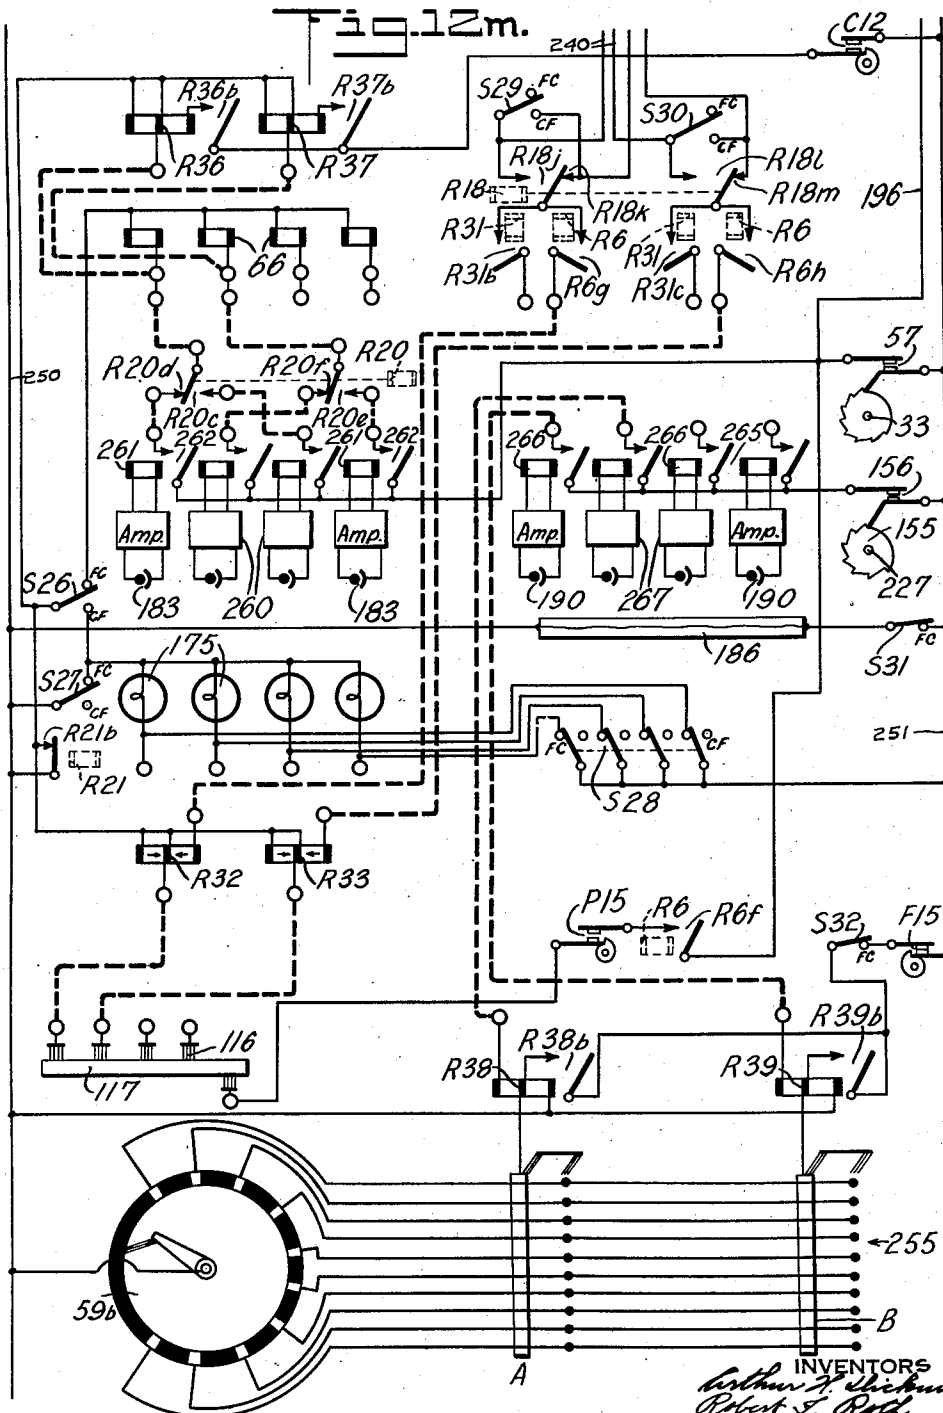 Fig. 12m.
C12
240
R36b
R37b
S29
FC
CF
S30
FC
CF
R36
R37
R18j
R18l
R18
R18k
R18m
196
R31
R6
R31
R6
66
R31b
R6g
R31c
R6h
250
57
R20d
R20f
R20
R20c
R20e
33
261
262
261
262
266
266
265
156
Amp.
Amp.
Amp.
Amp.
155
S26
FC
CF
183
260
183
190
267
190
227
186
S31
FC
175
S27
FC
CF
R21b
R21
FC
CF
S28
251
R32
R33
P15
R6
R6f
S32
FC
F15
116
117
R38
R38b
R39
R39b
59b
255
A
B
INVENTORS
Arthur H.
Robert